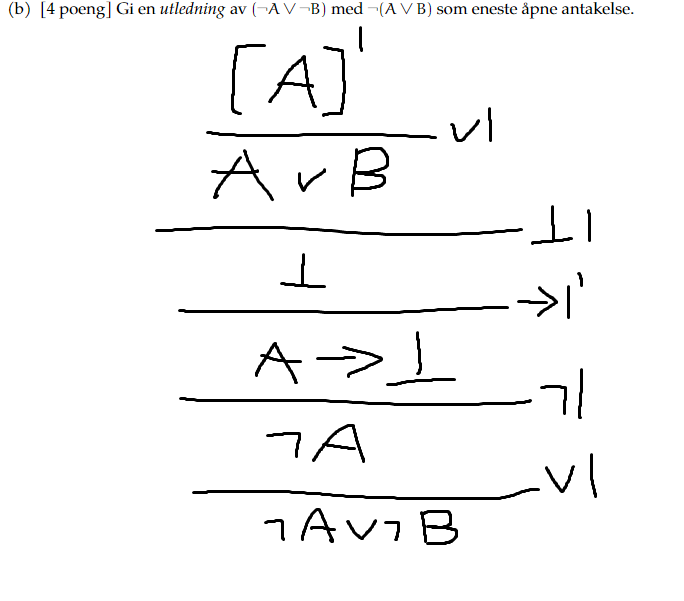 (b) [4 poeng] Gi en utledning av (¬A ∨ ¬B) med ¬(A ∨ B) som eneste åpne antakelse.
[A]¹
∨I
A ∨ B
⊥I
⊥
→I¹
A → ⊥
¬I
¬A
∨I
¬A∨¬B